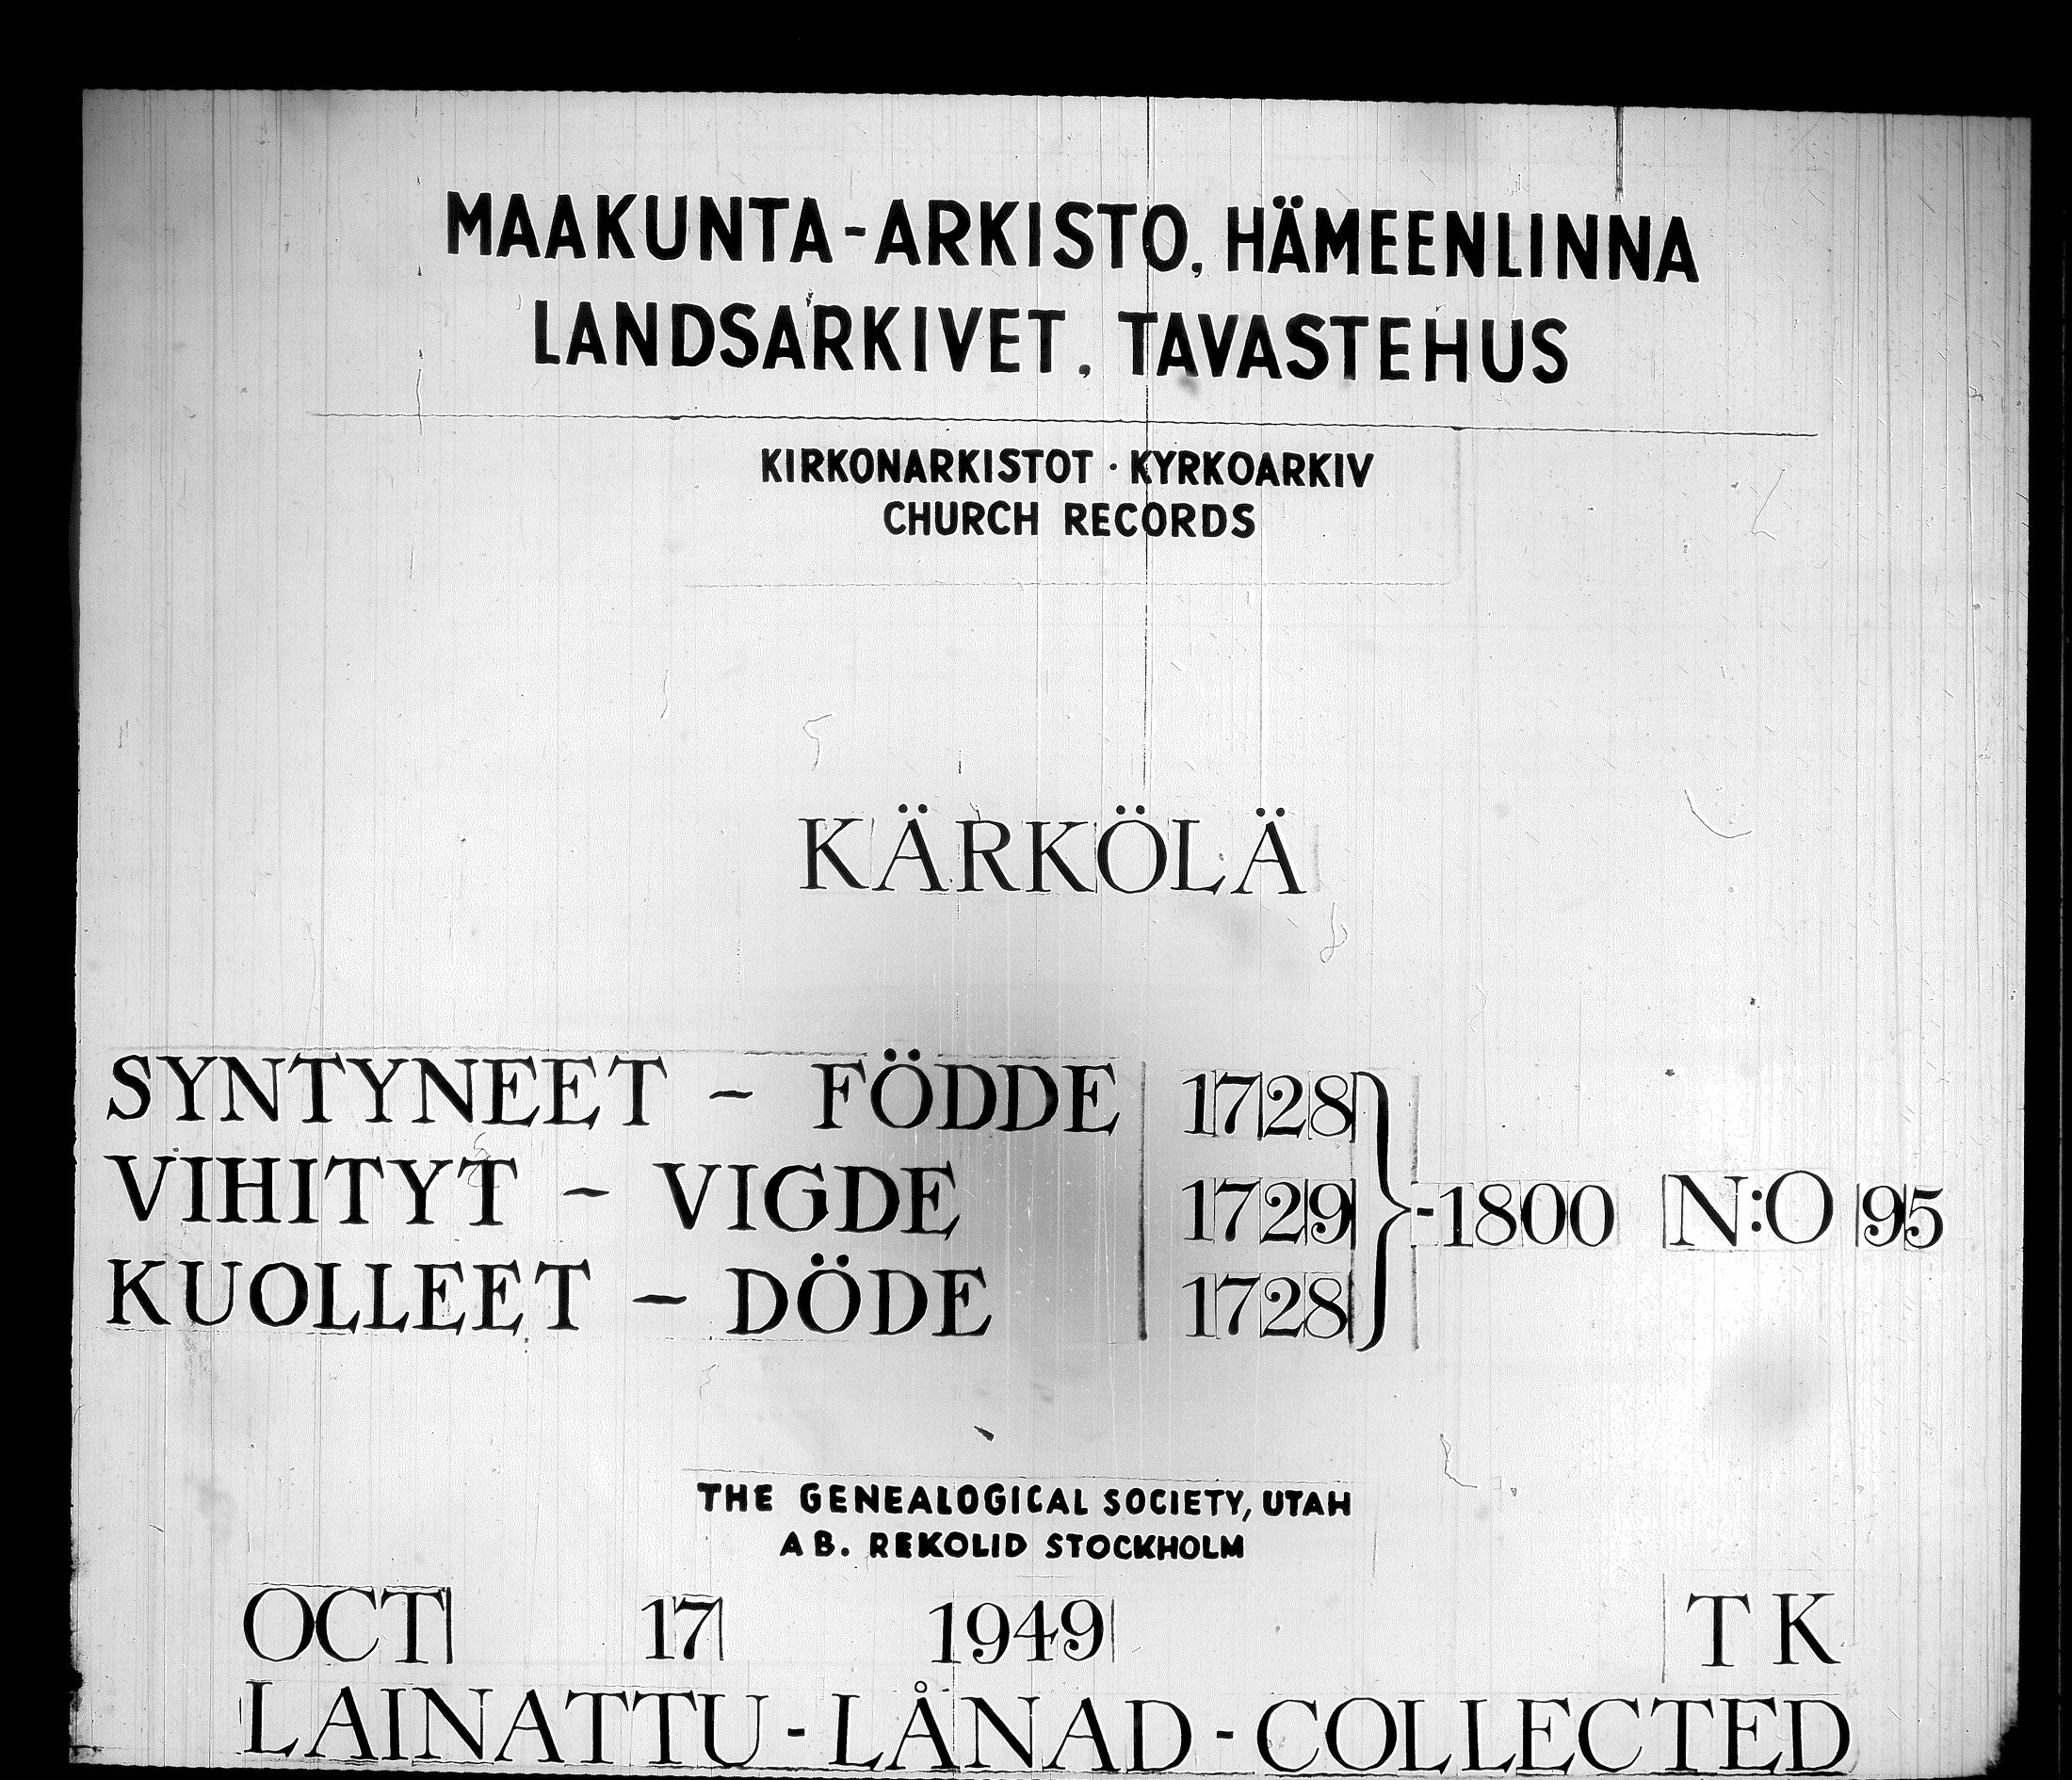 MAAKUNTA-ARKISTO, HÄMEENLINNA
LANDSARKIVET, TAVASTEHUS
KIRKONARKISTOT · KYRKOARKIV
CHURCH RECORDS
KÄRKÖLÄ
SYNTYNEET - FÖDDE 1728
VIHITYT - VIGDE 1729 } -1800 N:O 95
KUOLLEET - DÖDE 1728
THE GENEALOGICAL SOCIETY, UTAH
AB. REKOLID STOCKHOLM
OCT 17 1949 TK
LAINATTU - LÅNAD - COLLECTED